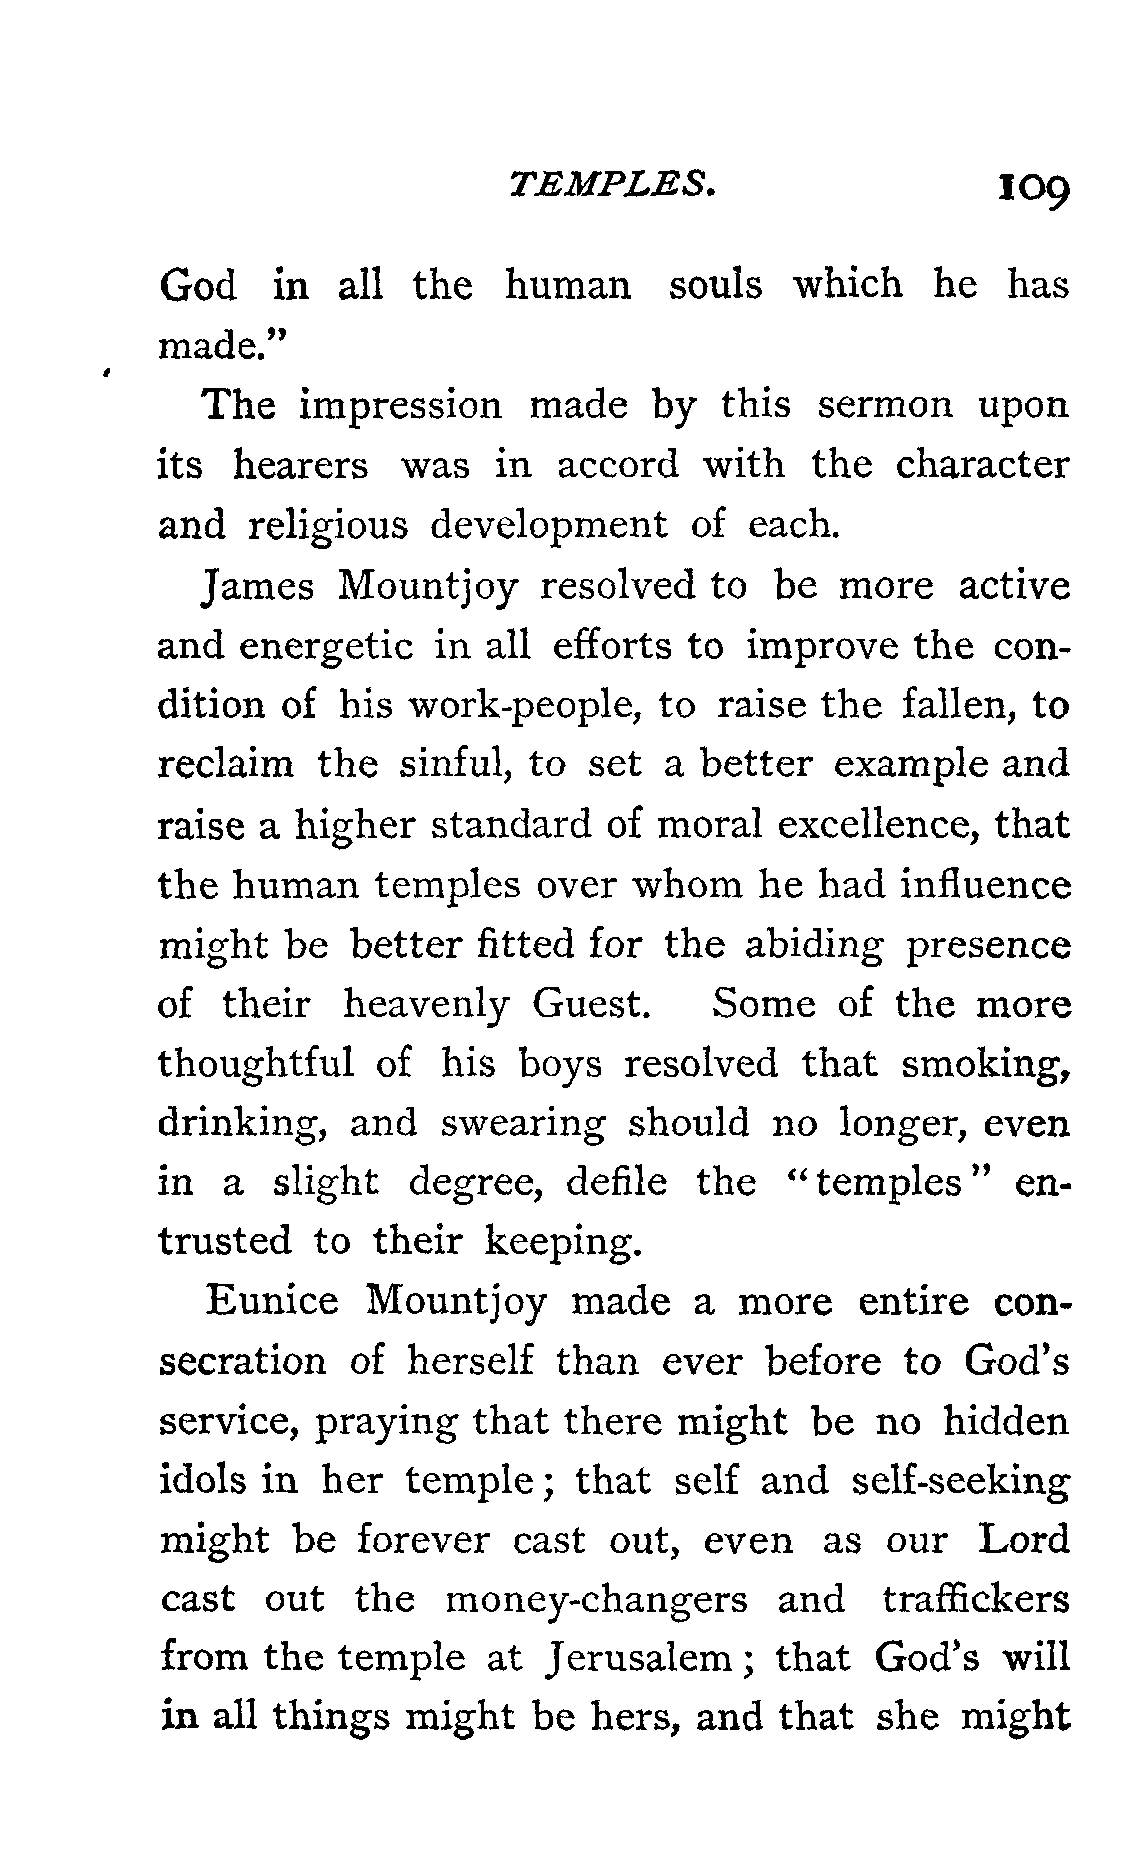 TEMPLES. 109
God in all the human souls which he has
made.”
The impression made by this sermon upon
its hearers was in accord with the character
and religious development of each.
James Mountjoy resolved to be more active
and energetic in all efforts to improve the con-
dition of his work-people, to raise the fallen, to
reclaim the sinful, to set a better example and
raise a higher standard of moral excellence, that
the human temples over whom he had influence
might be better fitted for the abiding presence
of their heavenly Guest. Some of the more
thoughtful of his boys resolved that smoking,
drinking, and swearing should no longer, even
in a slight degree, defile the “temples” en-
trusted to their keeping.
Eunice Mountjoy made a more entire con-
secration of herself than ever before to God’s
service, praying that there might be no hidden
idols in her temple; that self and self-seeking
might be forever cast out, even as our Lord
cast out the money-changers and traffickers
from the temple at Jerusalem; that God’s will
in all things might be hers, and that she might